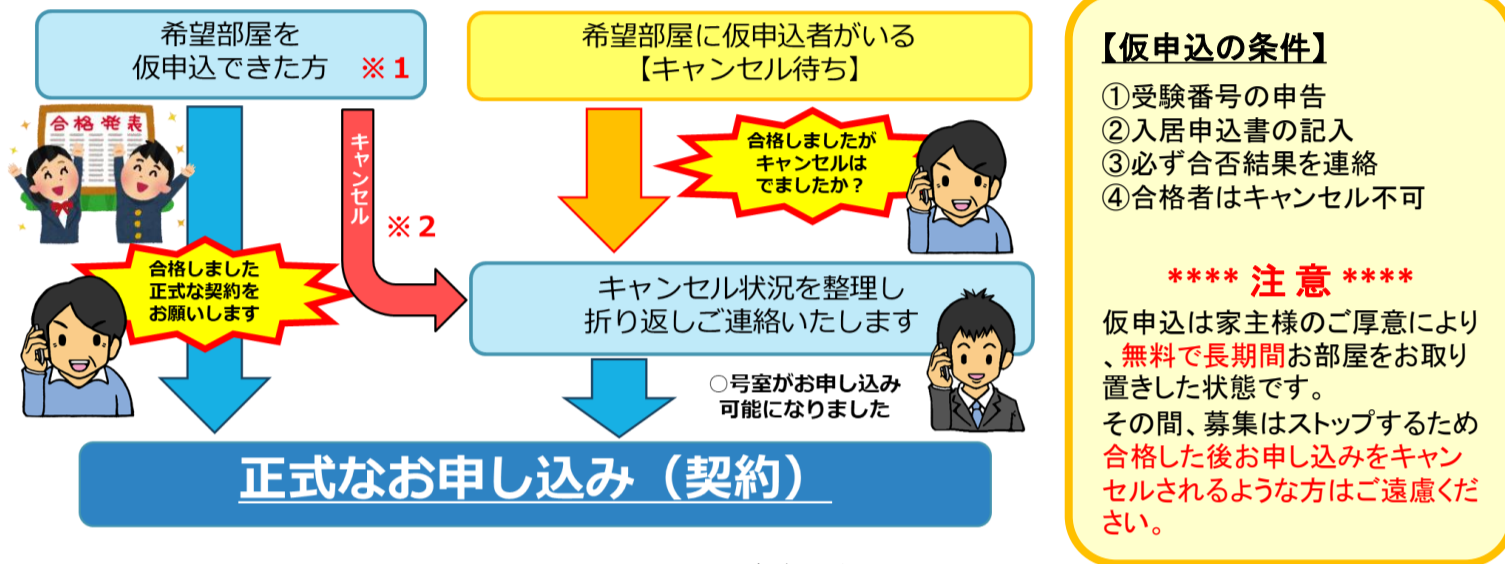 希望部屋を
仮申込できた方 ※１
希望部屋に仮申込者がいる
【キャンセル待ち】
合格発表
キャンセル
※２
合格しましたが
キャンセルは
でましたか？
合格しました
正式な契約を
お願いします
キャンセル状況を整理し
折り返しご連絡いたします
○号室がお申し込み
可能になりました
正式なお申し込み（契約）
【仮申込の条件】
①受験番号の申告
②入居申込書の記入
③必ず合否結果を連絡
④合格者はキャンセル不可
**** 注 意 ****
仮申込は家主様のご厚意により
、無料で長期間お部屋をお取り
置きした状態です。
その間、募集はストップするため
合格した後お申し込みをキャン
セルされるような方はご遠慮くだ
さい。